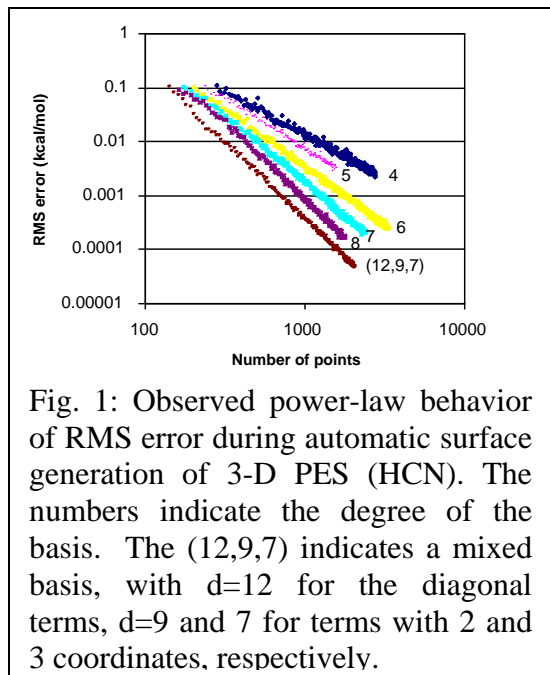 1
0.1
0.01
0.001
0.0001
0.00001
RMS error (kcal/mol)
5
4
6
7
8
(12,9,7)
100
1000
10000
Number of points
Fig. 1: Observed power-law behavior
of RMS error during automatic surface
generation of 3-D PES (HCN). The
numbers indicate the degree of the
basis. The (12,9,7) indicates a mixed
basis, with d=12 for the diagonal
terms, d=9 and 7 for terms with 2 and
3 coordinates, respectively.